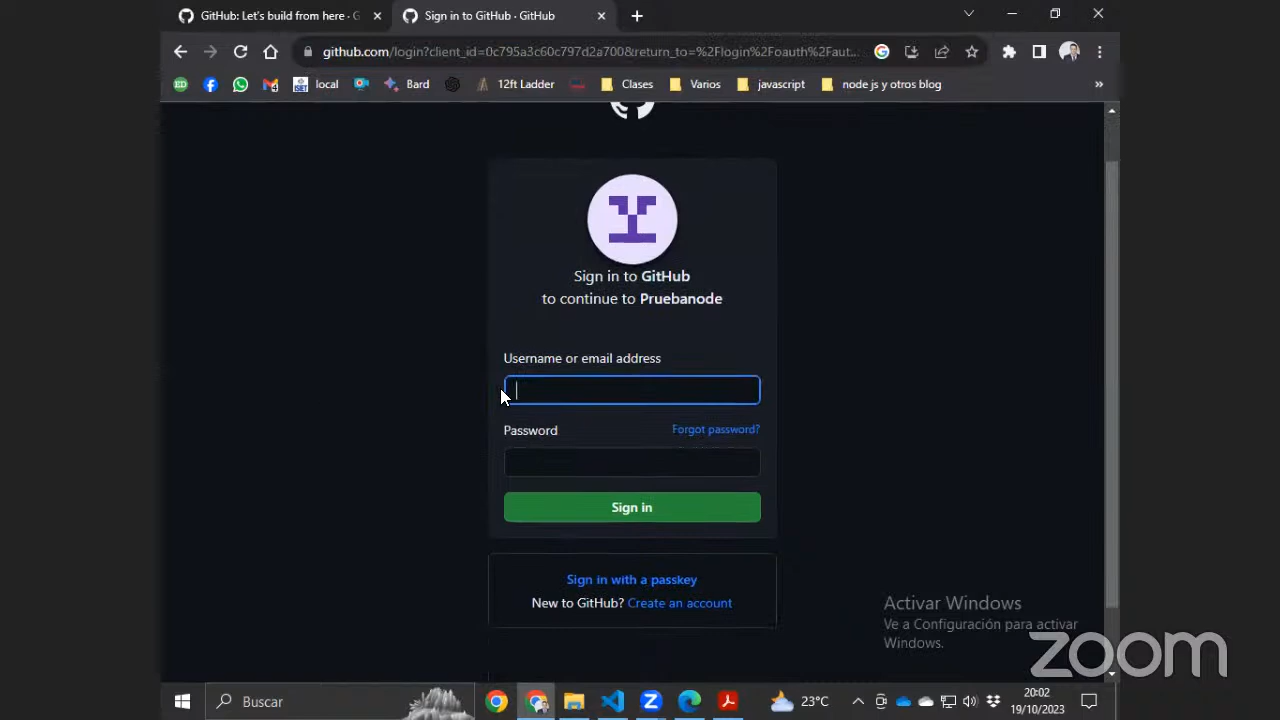 GitHub: Let's build from here · G
Sign in to GitHub · GitHub
github.com/login?client_id=0c795a3c60c797d2a700&return_to=%2Flogin%2Foauth%2Faut...
local
Bard
12ft Ladder
Clases
Varios
javascript
node js y otros blog
»
Sign in to GitHub
to continue to Pruebanode
Username or email address
Password
Forgot password?
Sign in
Sign in with a passkey
New to GitHub? Create an account
Activar Windows
Ve a Configuración para activar
Windows.
zoom
Buscar
23°C
20:02
19/10/2023